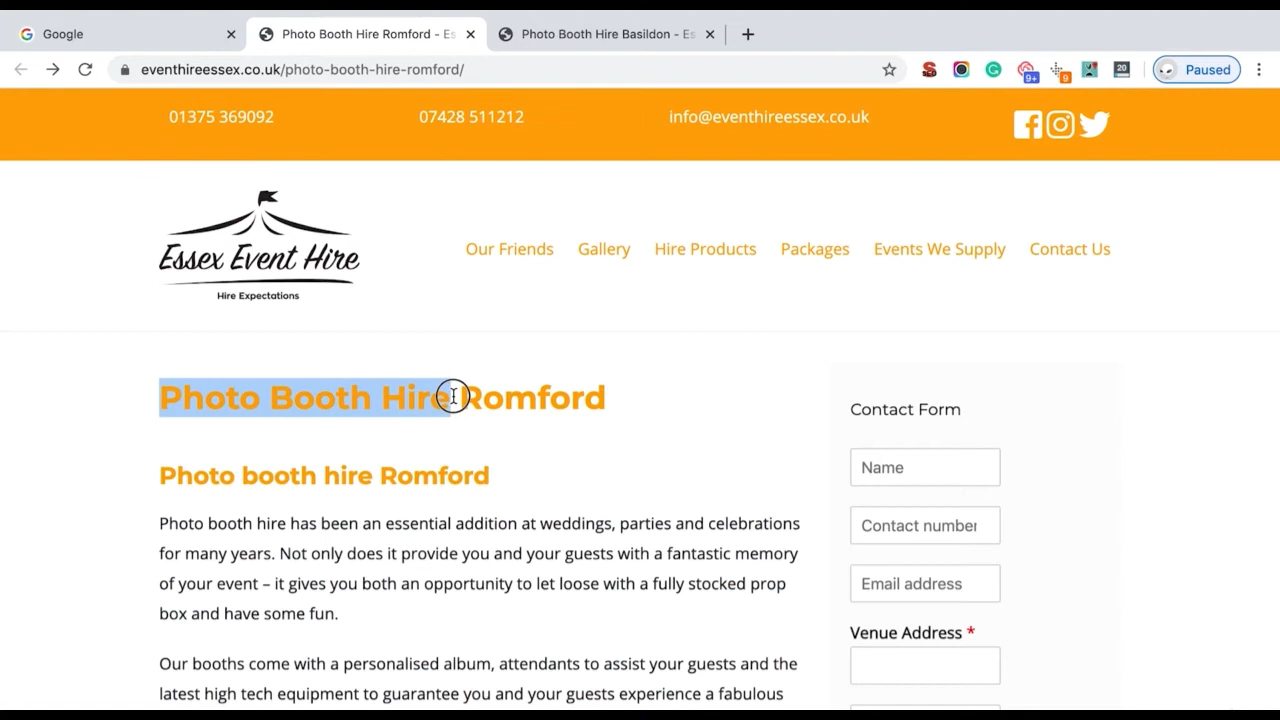 Google
Photo Booth Hire Romford - Es
Photo Booth Hire Basildon - Es
eventhireessex.co.uk/photo-booth-hire-romford/
9+
9
20
Paused
01375 369092
07428 511212
info@eventhireessex.co.uk
Essex Event Hire
Hire Expectations
Our Friends
Gallery
Hire Products
Packages
Events We Supply
Contact Us
Photo Booth Hire Romford
Photo booth hire Romford
Photo booth hire has been an essential addition at weddings, parties and celebrations
for many years. Not only does it provide you and your guests with a fantastic memory
of your event – it gives you both an opportunity to let loose with a fully stocked prop
box and have some fun.
Our booths come with a personalised album, attendants to assist your guests and the
latest high tech equipment to guarantee you and your guests experience a fabulous
Contact Form
Name
Contact number
Email address
Venue Address *